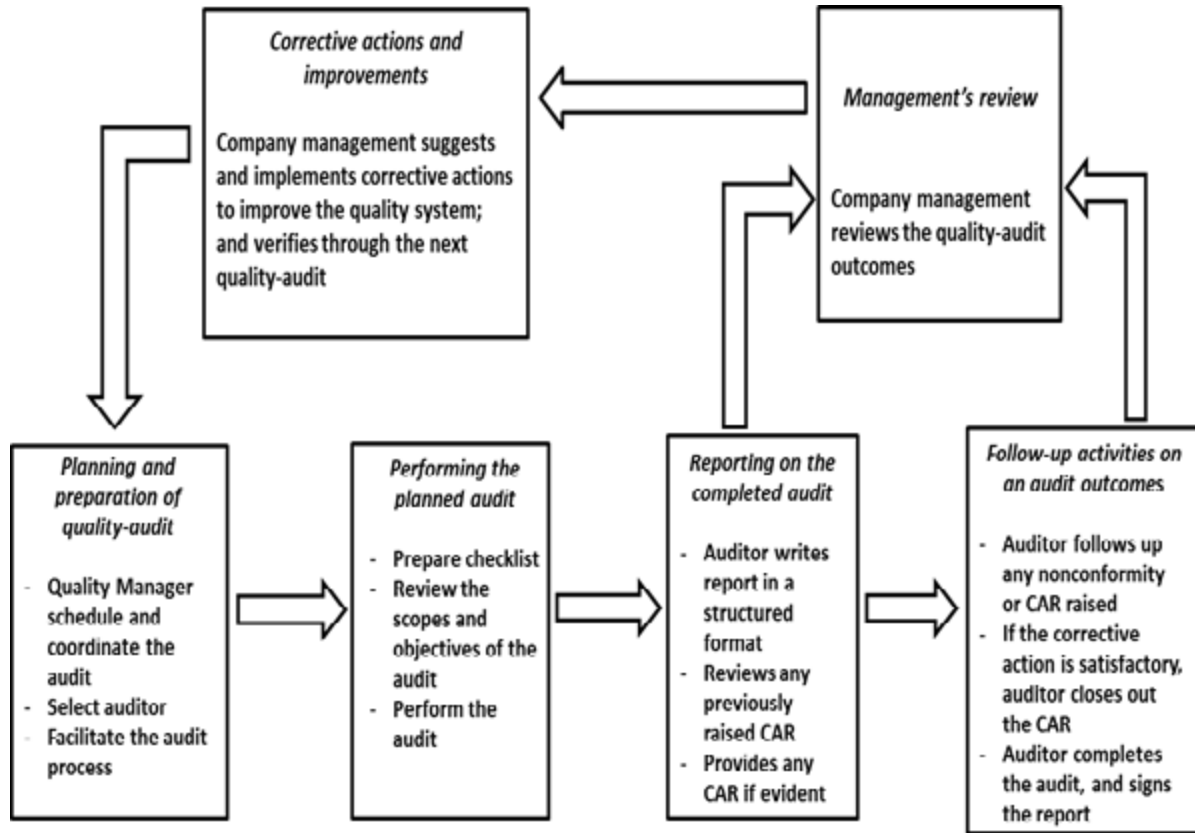 Corrective actions and
improvements
Company management suggests
and implements corrective actions
to improve the quality system;
and verifies through the next
quality-audit
Management's review
Company management
reviews the quality-audit
outcomes
Planning and
preparation of
quality-audit
- Quality Manager
schedule and
coordinate the
audit
- Select auditor
- Facilitate the audit
process
Performing the
planned audit
- Prepare checklist
- Review the
scopes and
objectives of the
audit
- Perform the
audit
Reporting on the
completed audit
- Auditor writes
report in a
structured
format
- Reviews any
previously
raised CAR
- Provides any
CAR if evident
Follow-up activities on
an audit outcomes
- Auditor follows up
any nonconformity
or CAR raised
- If the corrective
action is satisfactory,
auditor closes out
the CAR
- Auditor completes
the audit, and signs
the report